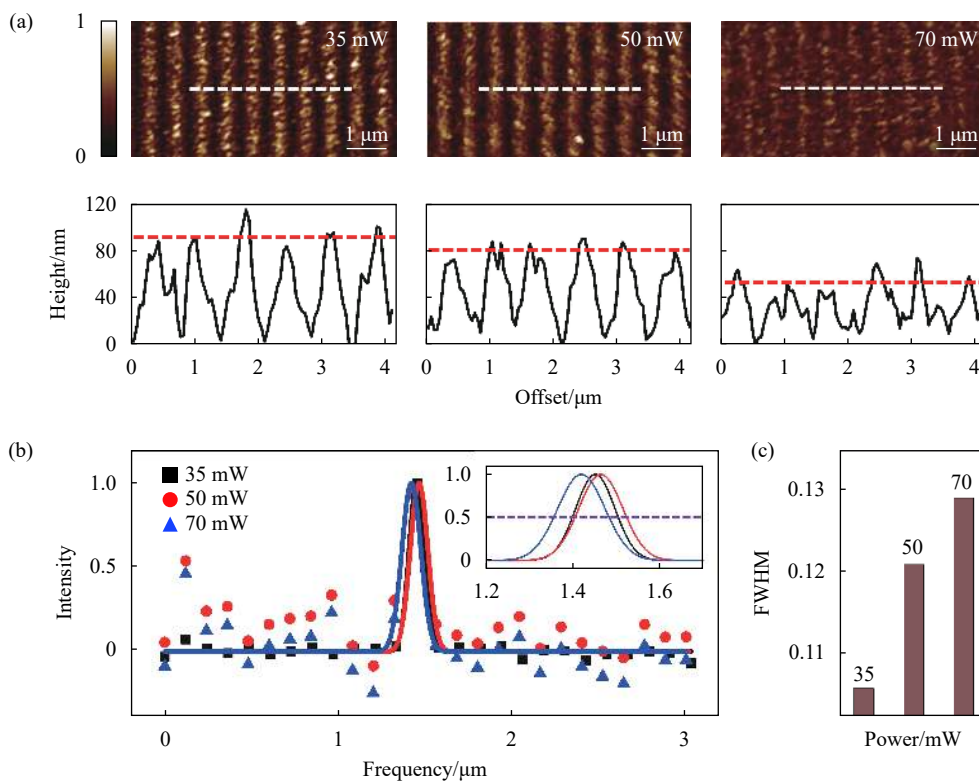 (a)
1
0
35 mW
1 μm
50 mW
1 μm
70 mW
1 μm
Height/nm
120
80
40
0
0 1 2 3 4
0 1 2 3 4
0 1 2 3 4
Offset/μm
(b)
Intensity
1.0
0.5
0
35 mW
50 mW
70 mW
1.0
0.5
0
1.2 1.4 1.6
0 1 2 3
Frequency/μm
(c)
FWHM
0.13
0.12
0.11
35
50
70
Power/mW